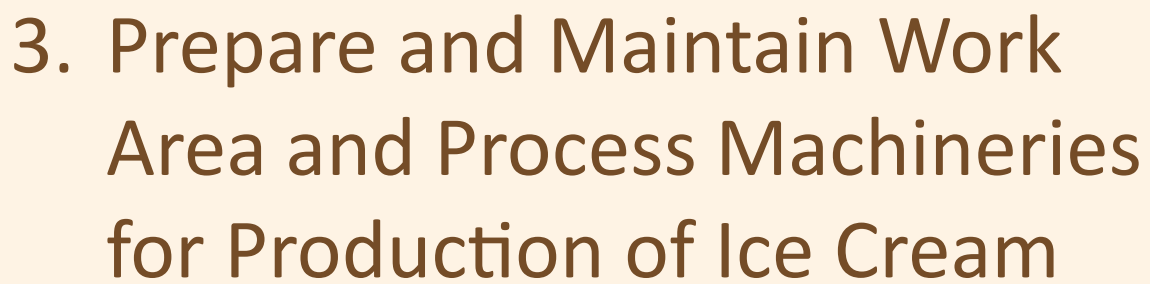 3. Prepare and Maintain Work
Area and Process Machineries
for Production of Ice Cream